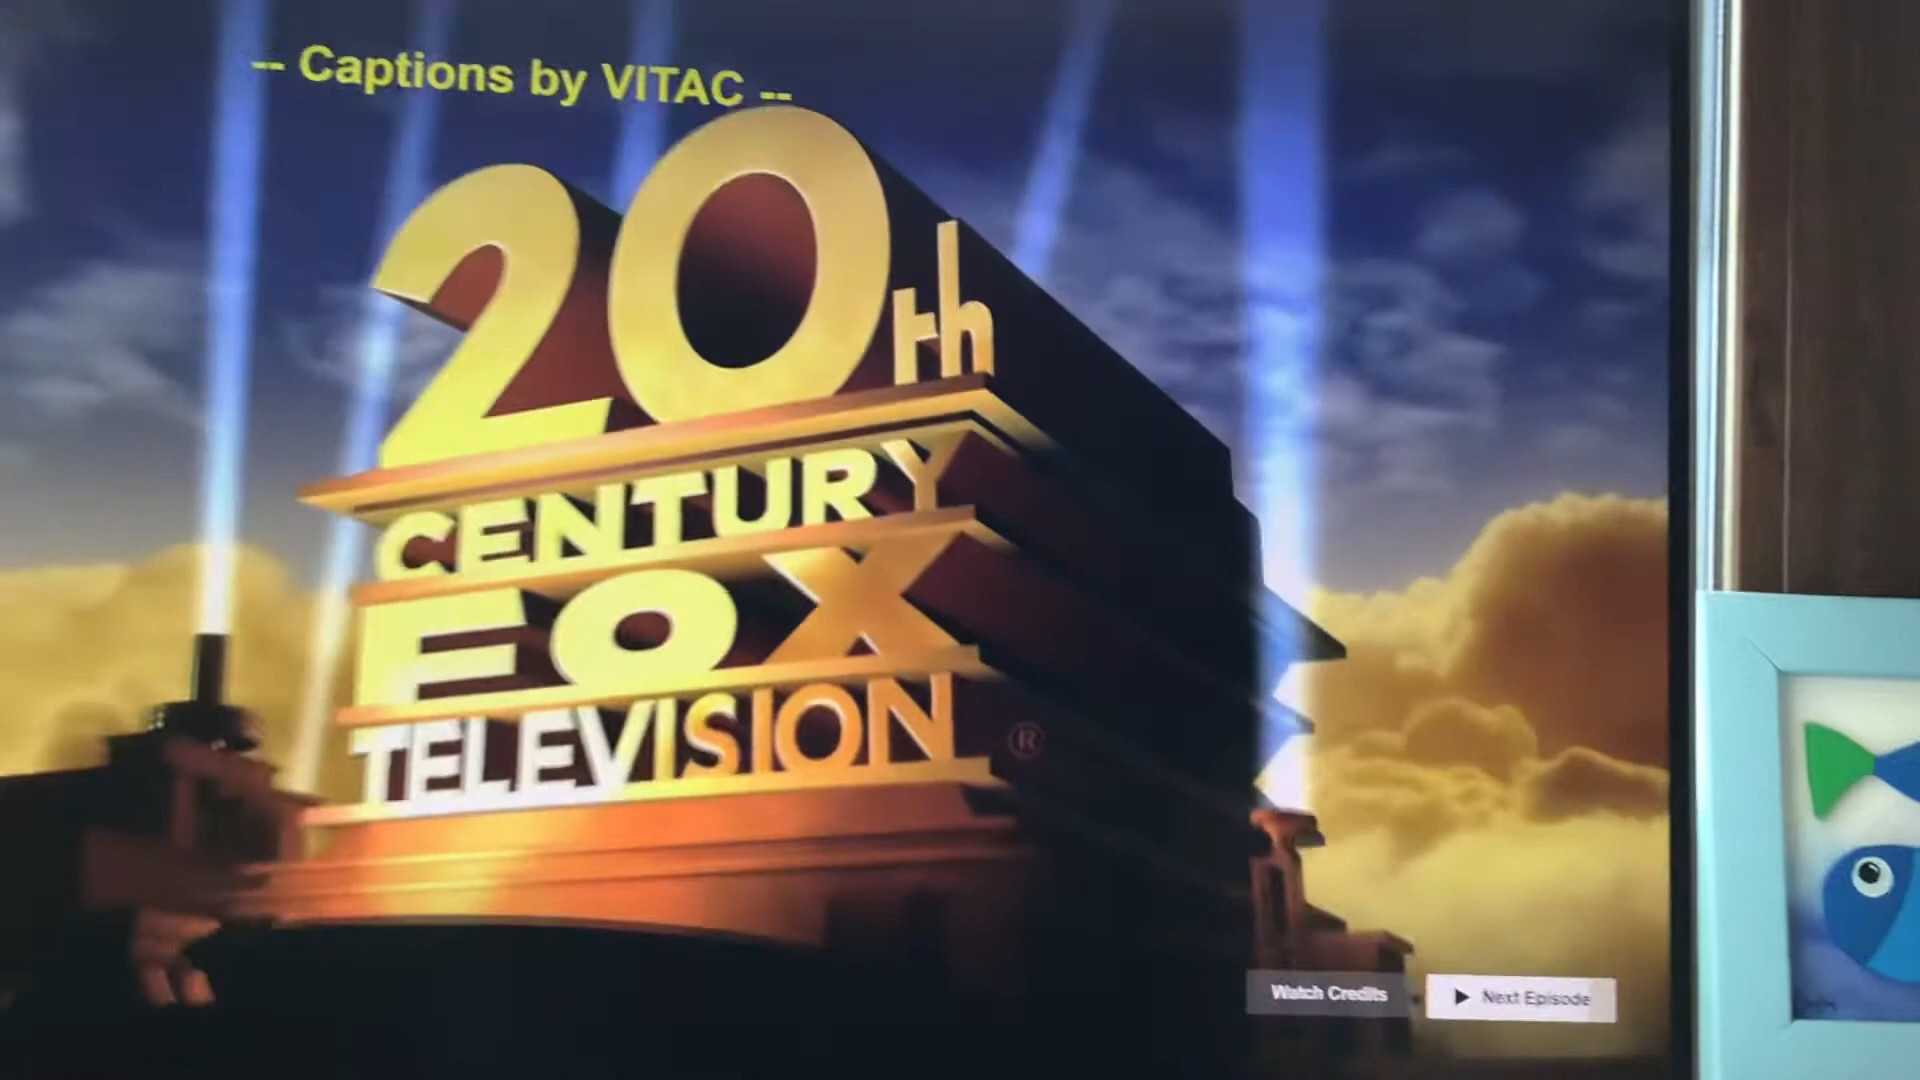 -- Captions by VITAC --
20th
CENTURY
FOX
TELEVISION
®
Watch Credits
Next Episode